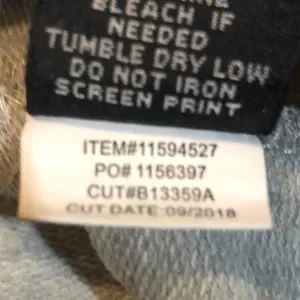 BLEACH IF
NEEDED
TUMBLE DRY LOW
DO NOT IRON
SCREEN PRINT
ITEM#11594527
PO# 1156397
CUT#B13359A
CUT DATE:09/2018